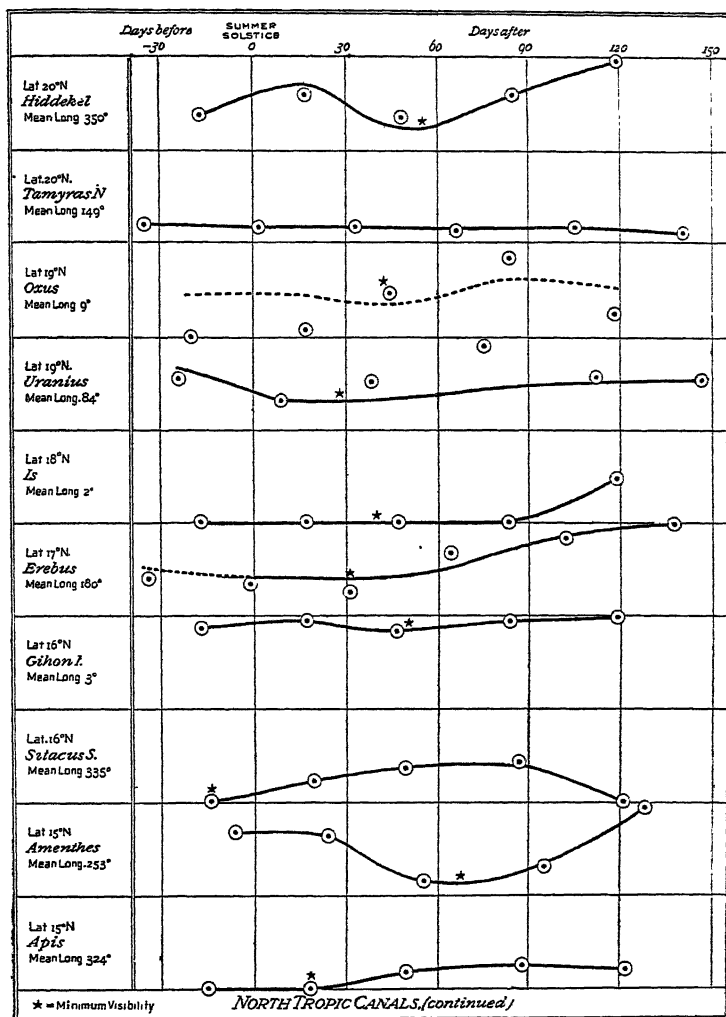 Days before
SUMMER SOLSTICE
Days after
-30 0 30 60 90 120 150
Lat 20°N
Hiddekel
Mean Long 350°
Lat. 20°N.
Tamyras N
Mean Long 149°
Lat 19°N
Oxus
Mean Long 9°
Lat 19°N.
Uranius
Mean Long. 84°
Lat 18°N
Is
Mean Long 2°
Lat 17°N.
Erebus
Mean Long 180°
Lat 16°N
Gihon 1.
Mean Long 3°
Lat. 16°N
Sitacus S.
Mean Long 335°
Lat 15°N
Amenthes
Mean Long. 253°
Lat 15°N
Apis
Mean Long 324°
★ = Minimum Visibility
NORTH TROPIC CANALS. (continued)